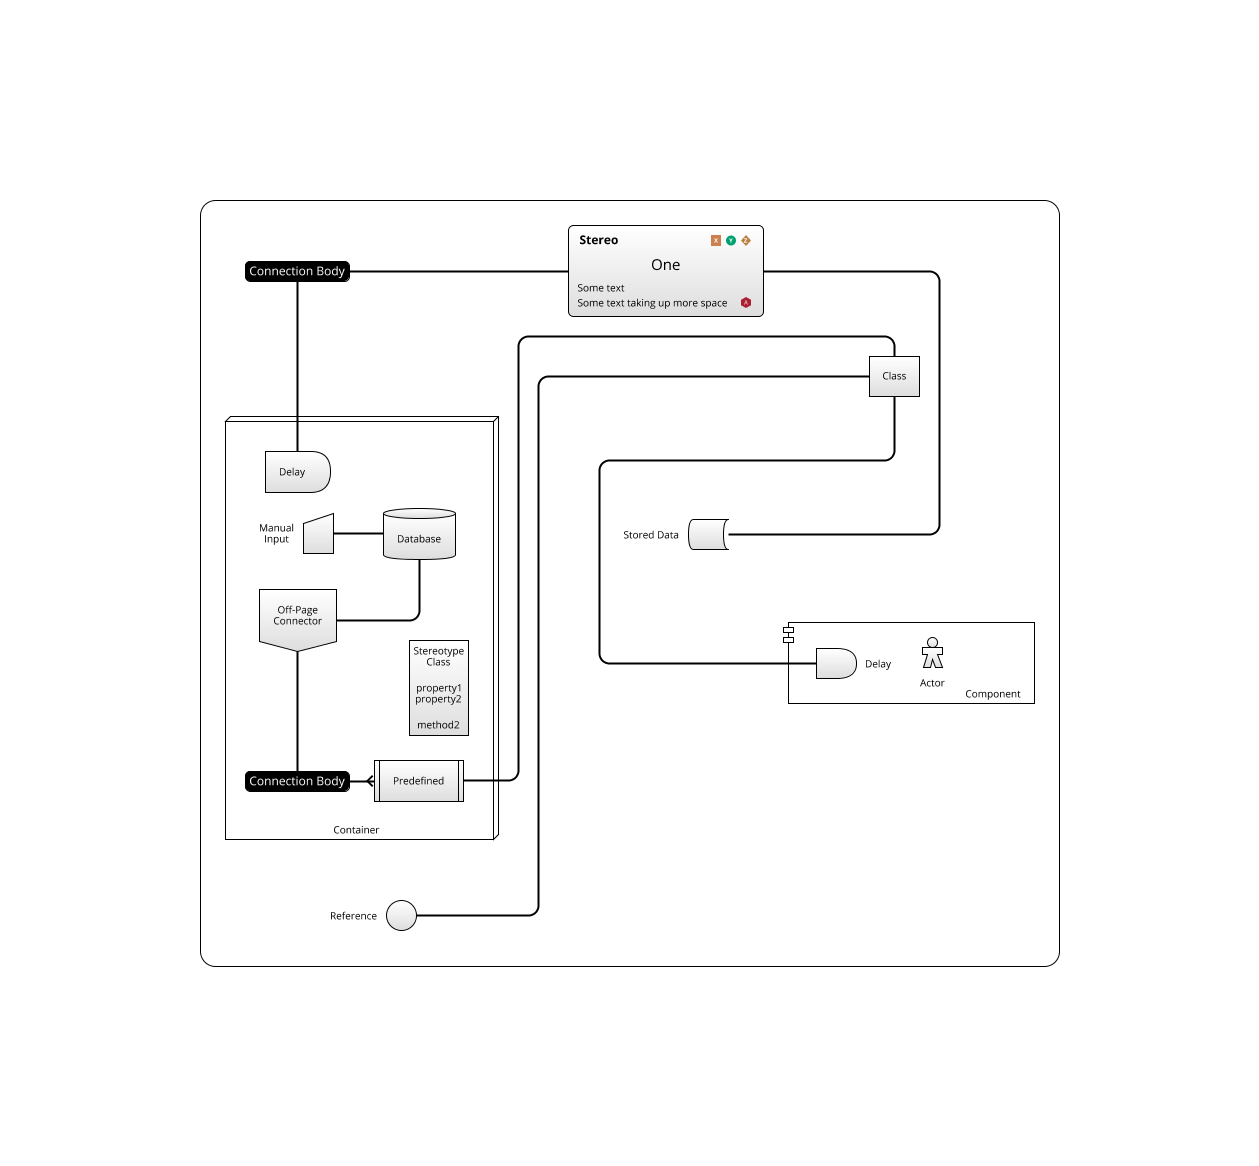 Stereo
X Y Z
One
Some text
Some text taking up more space
A
Connection Body
Class
Delay
Manual
Input
Database
Stored Data
Off-Page
Connector
Stereotype
Class
property1
property2
method2
Delay
Actor
Component
Connection Body
Predefined
Container
Reference